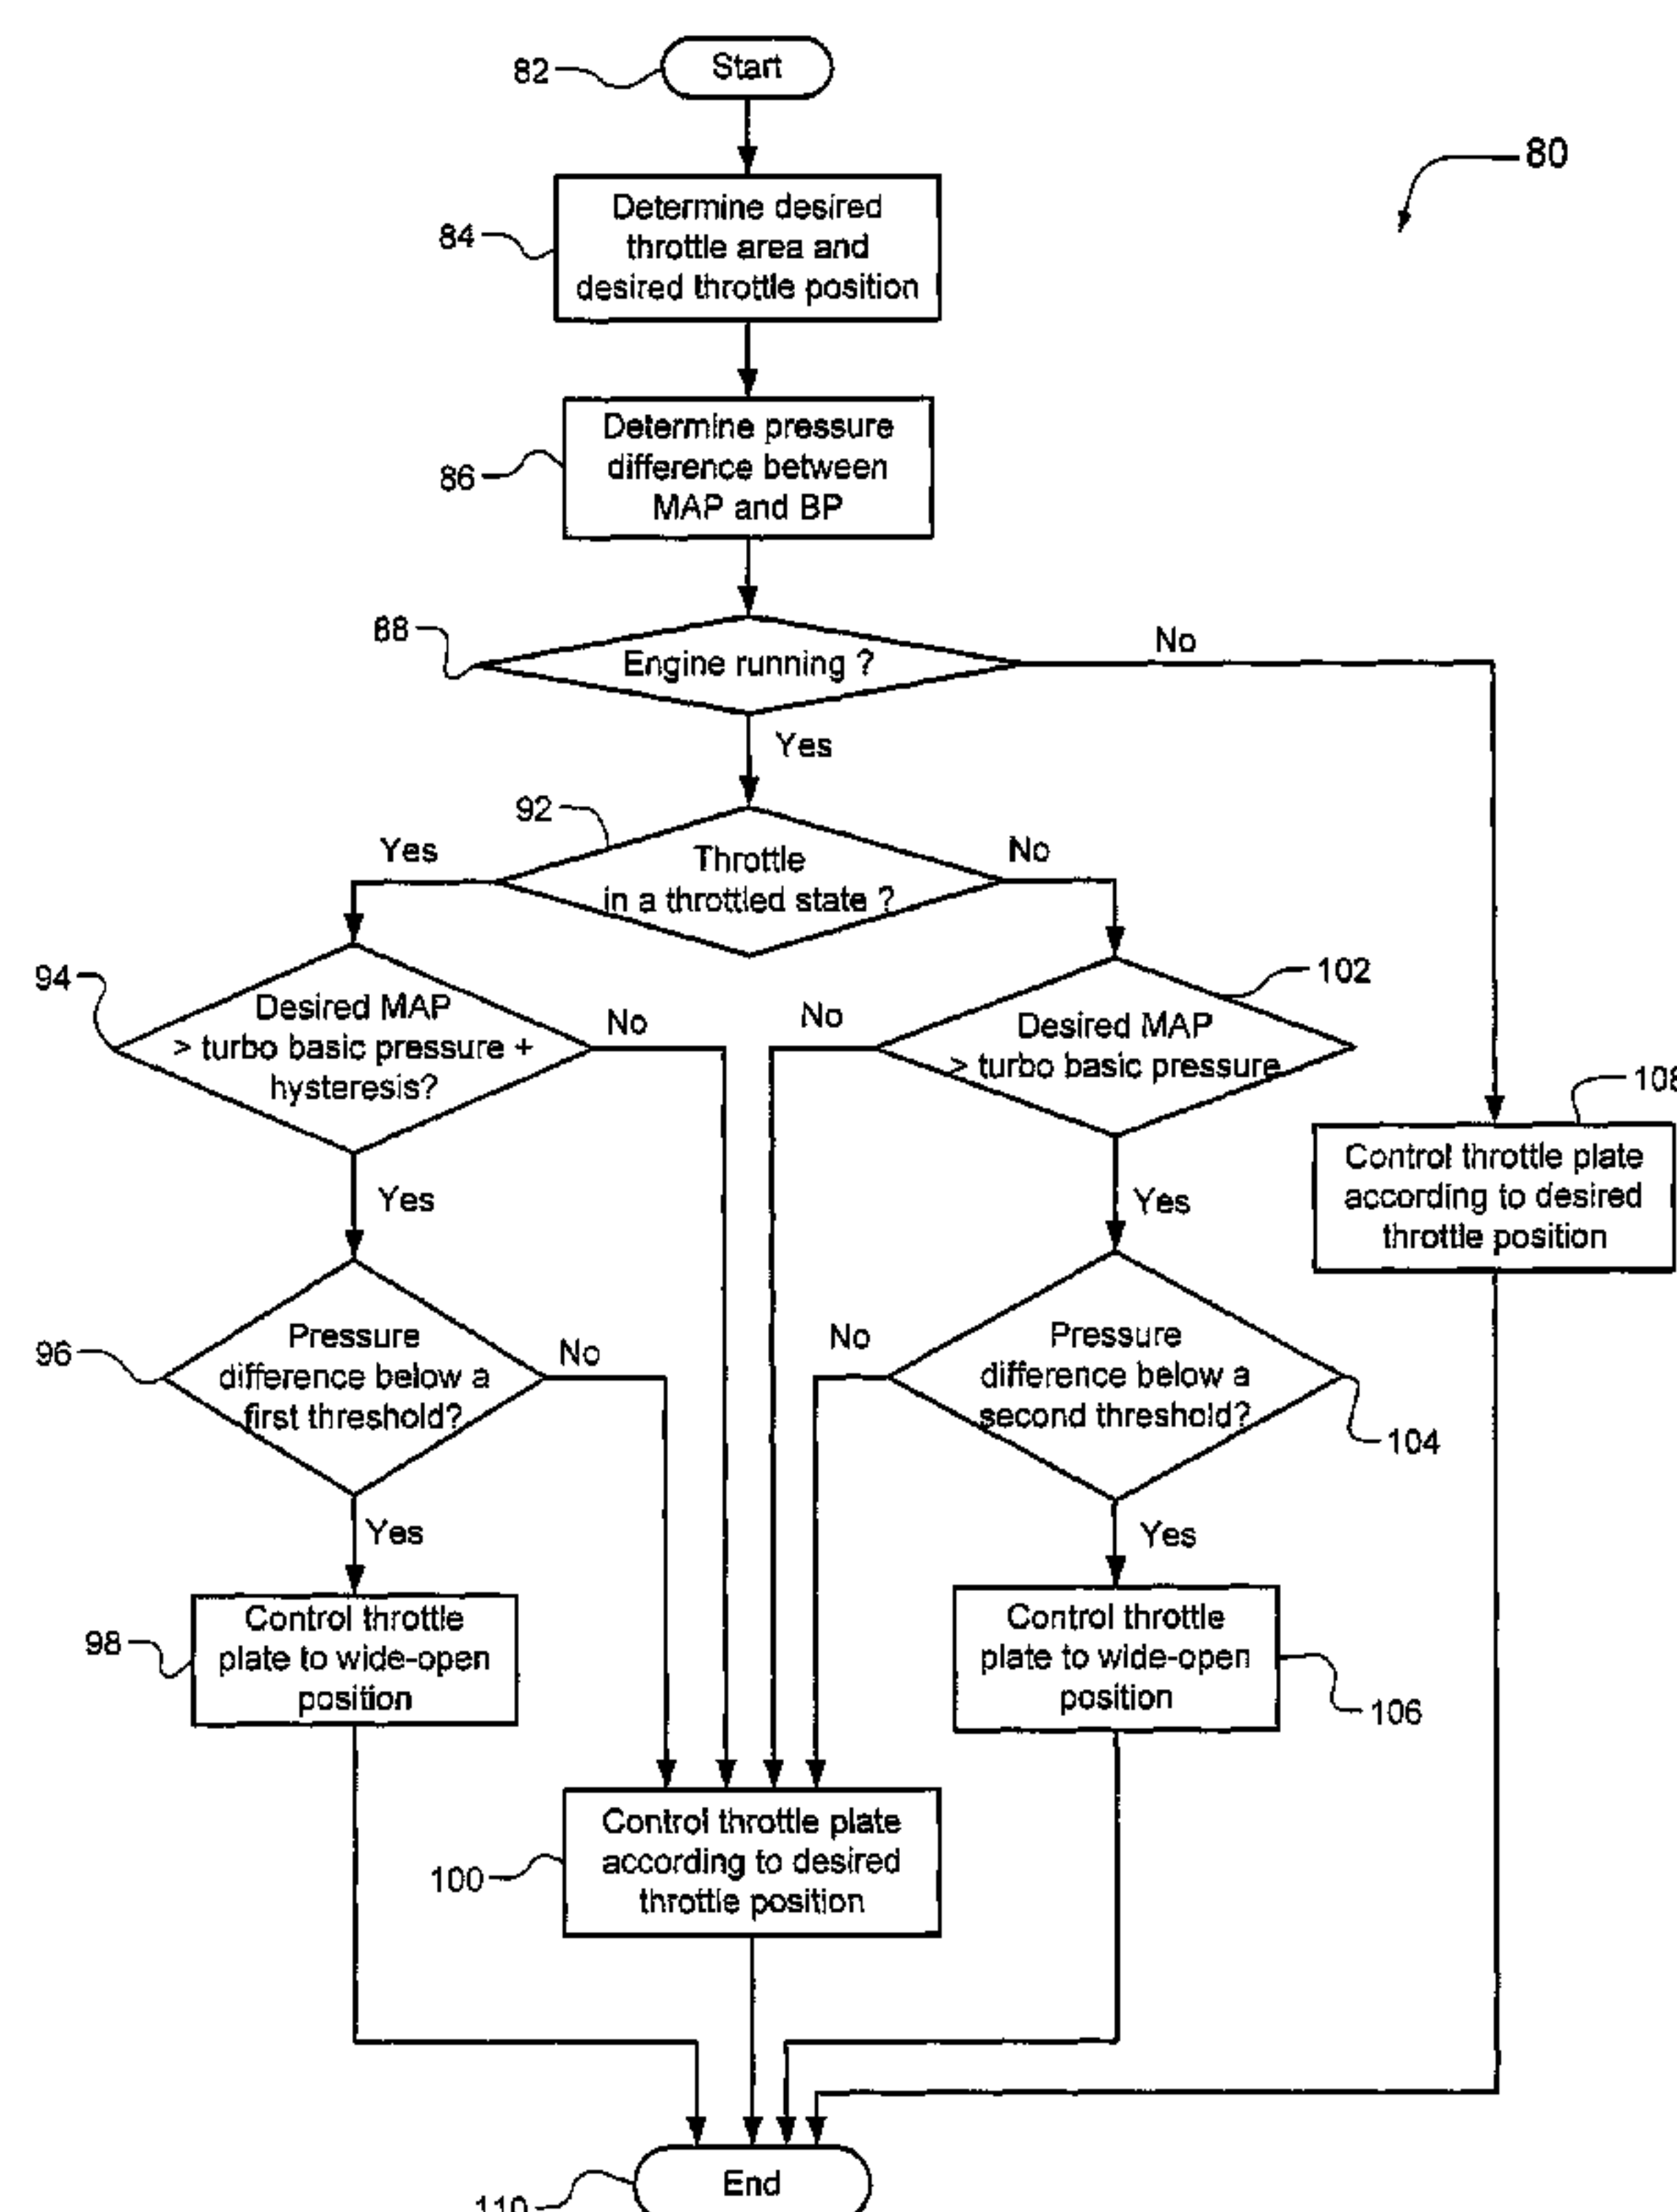 82
Start
80
84
Determine desired
throttle area and
desired throttle position
86
Determine pressure
difference between
MAP and BP
88
Engine running ?
No
Yes
92
Throttle
in a throttled state ?
Yes
No
94
Desired MAP
> turbo basic pressure +
hysteresis?
No
No
Desired MAP
> turbo basic pressure
102
108
Control throttle plate
according to desired
throttle position
Yes
Yes
96
Pressure
difference below a
first threshold?
No
No
Pressure
difference below a
second threshold?
104
Yes
Yes
98
Control throttle
plate to wide-open
position
Control throttle
plate to wide-open
position
106
100
Control throttle plate
according to desired
throttle position
End
110